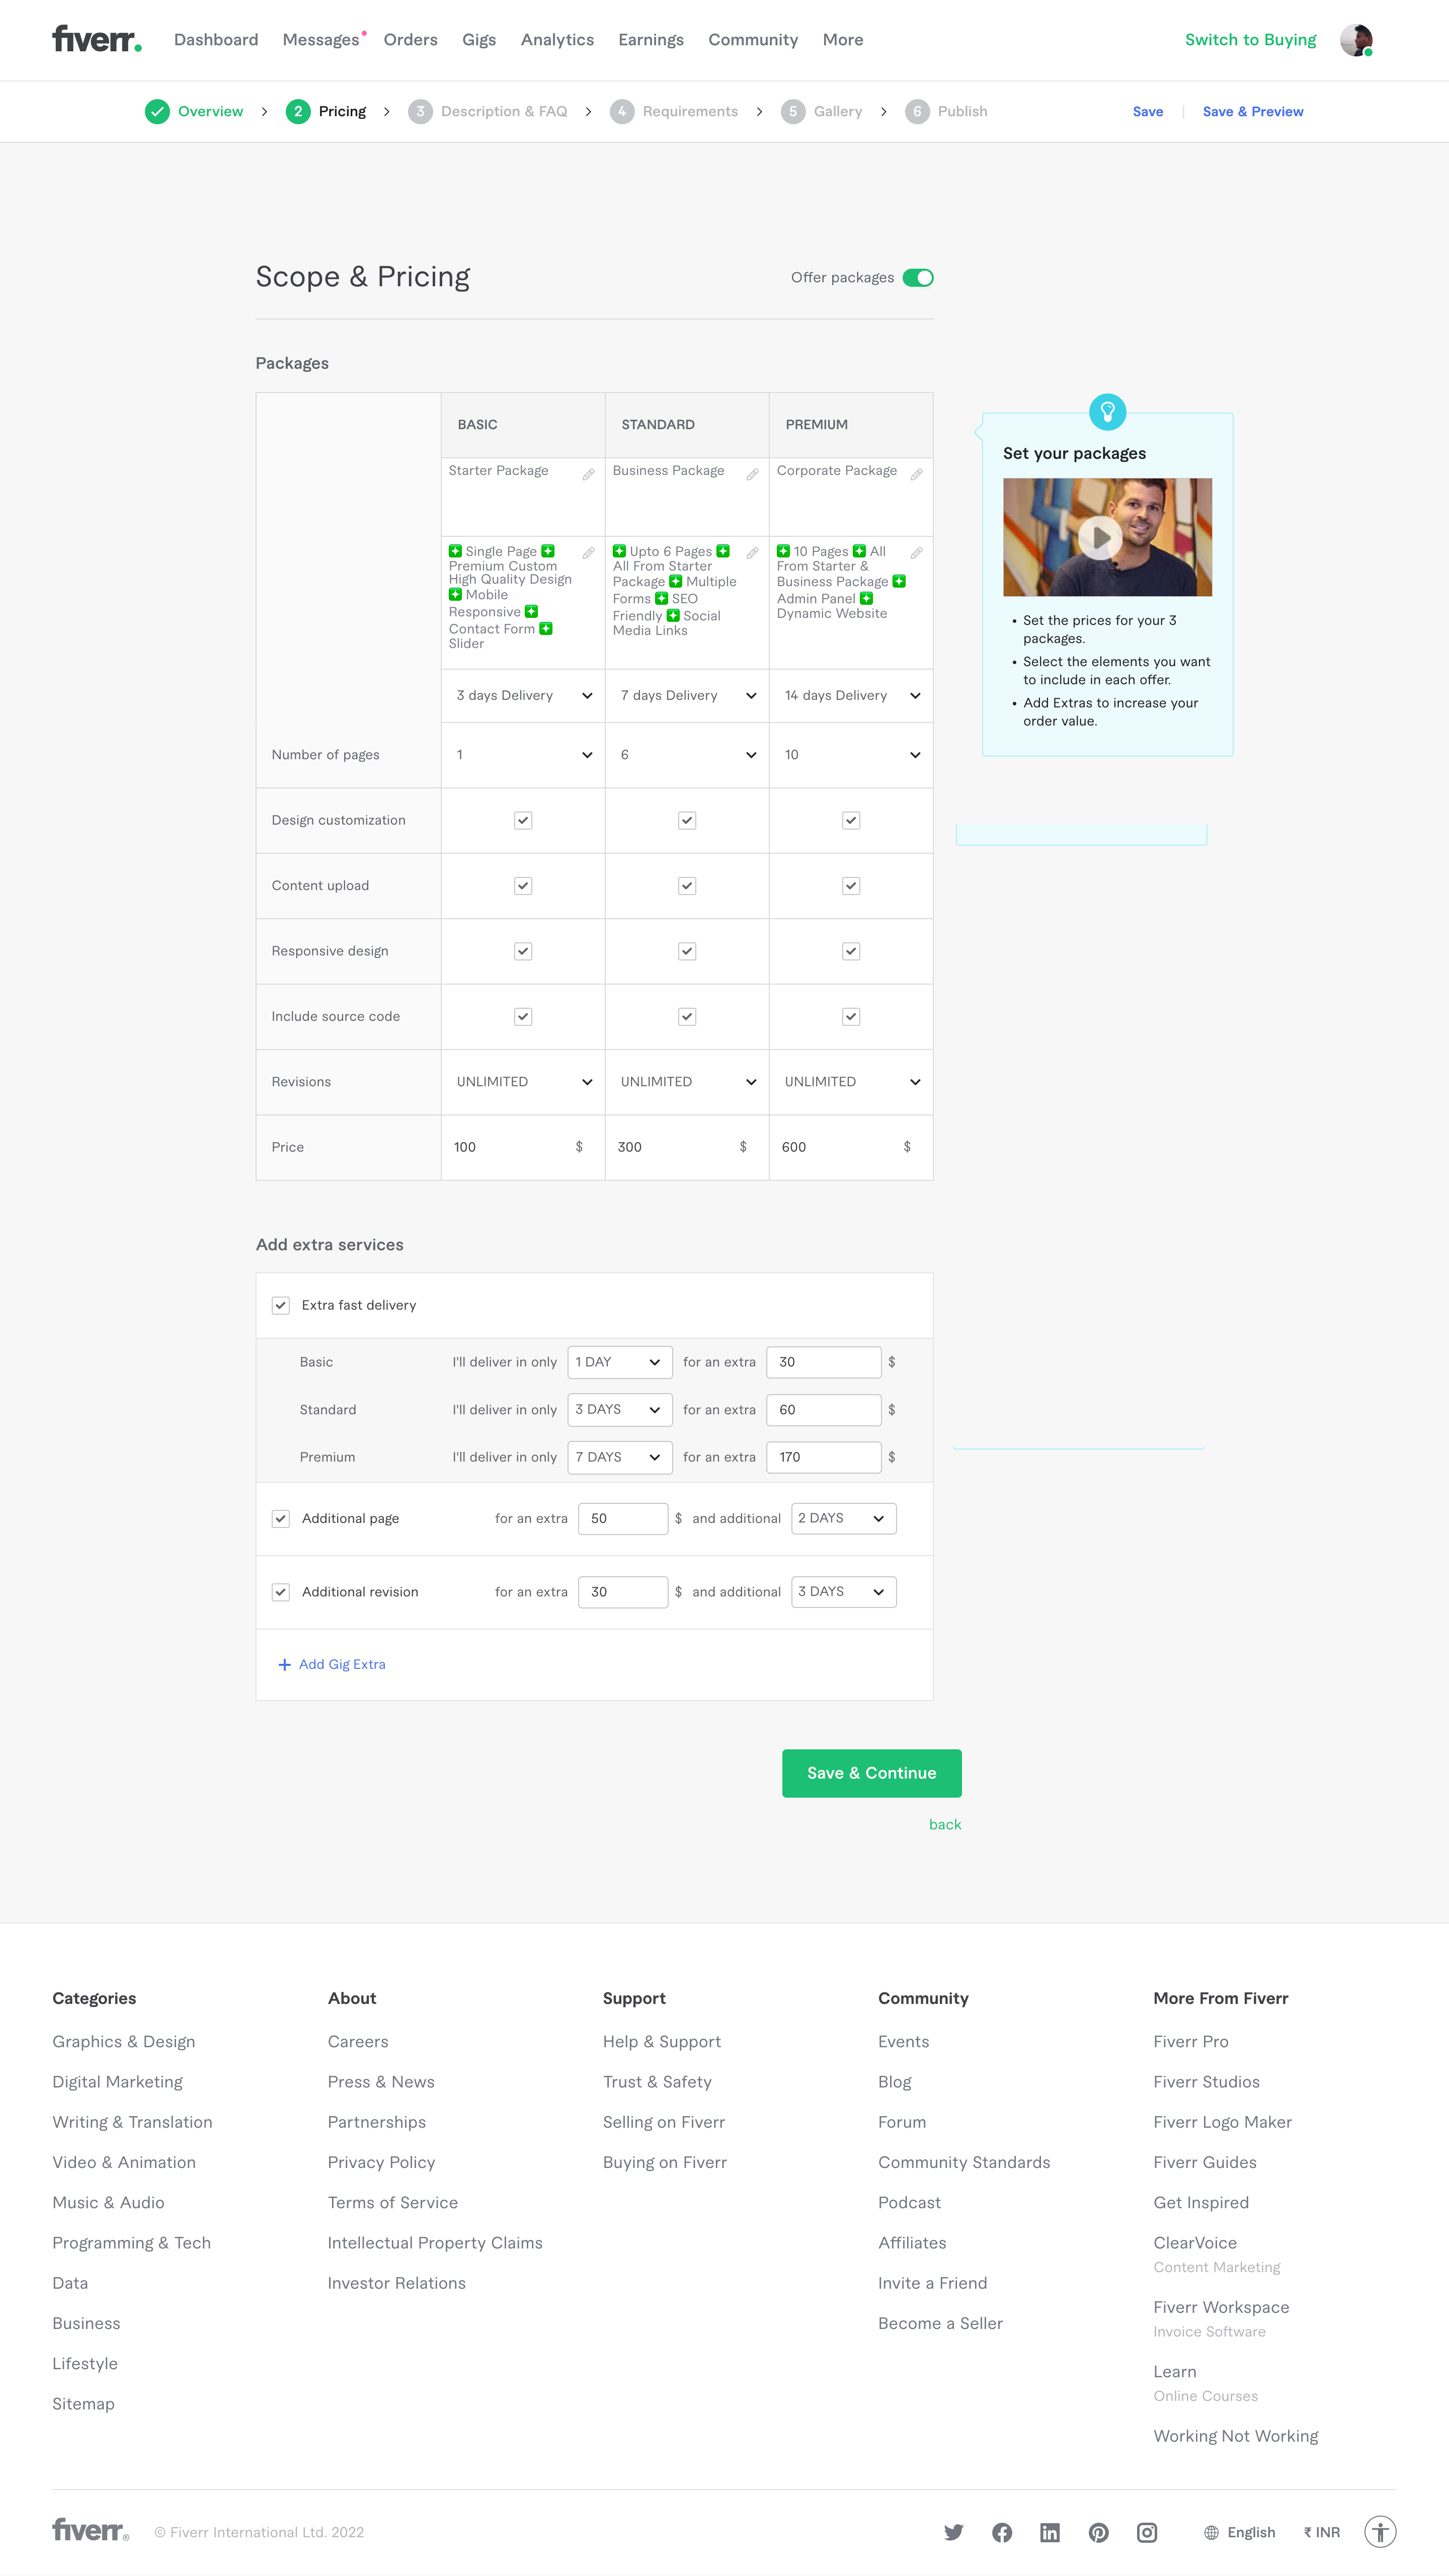 fiverr.
Dashboard Messages Orders Gigs Analytics Earnings Community More
Switch to Buying
Overview
2 Pricing
3 Description & FAQ
4 Requirements
5 Gallery
6 Publish
Save | Save & Preview
Scope & Pricing
Offer packages
Packages
BASIC STANDARD PREMIUM
Starter Package
Business Package
Corporate Package
Single Page
Premium Custom
High Quality Design
Mobile
Responsive
Contact Form
Slider
Upto 6 Pages
All From Starter
Package Multiple
Forms SEO
Friendly Social
Media Links
10 Pages All
From Starter &
Business Package
Admin Panel
Dynamic Website
3 days Delivery 7 days Delivery 14 days Delivery
Number of pages 1 6 10
Design customization
Content upload
Responsive design
Include source code
Revisions UNLIMITED UNLIMITED UNLIMITED
Price 100 $ 300 $ 600 $
Set your packages
• Set the prices for your 3
packages.
• Select the elements you want
to include in each offer.
• Add Extras to increase your
order value.
Add extra services
Extra fast delivery
Basic I'll deliver in only 1 DAY for an extra 30 $
Standard I'll deliver in only 3 DAYS for an extra 60 $
Premium I'll deliver in only 7 DAYS for an extra 170 $
Additional page for an extra 50 $ and additional 2 DAYS
Additional revision for an extra 30 $ and additional 3 DAYS
+ Add Gig Extra
Save & Continue
back
Categories
Graphics & Design
Digital Marketing
Writing & Translation
Video & Animation
Music & Audio
Programming & Tech
Data
Business
Lifestyle
Sitemap
About
Careers
Press & News
Partnerships
Privacy Policy
Terms of Service
Intellectual Property Claims
Investor Relations
Support
Help & Support
Trust & Safety
Selling on Fiverr
Buying on Fiverr
Community
Events
Blog
Forum
Community Standards
Podcast
Affiliates
Invite a Friend
Become a Seller
More From Fiverr
Fiverr Pro
Fiverr Studios
Fiverr Logo Maker
Fiverr Guides
Get Inspired
ClearVoice
Content Marketing
Fiverr Workspace
Invoice Software
Learn
Online Courses
Working Not Working
fiverr®
© Fiverr International Ltd. 2022
English
₹ INR